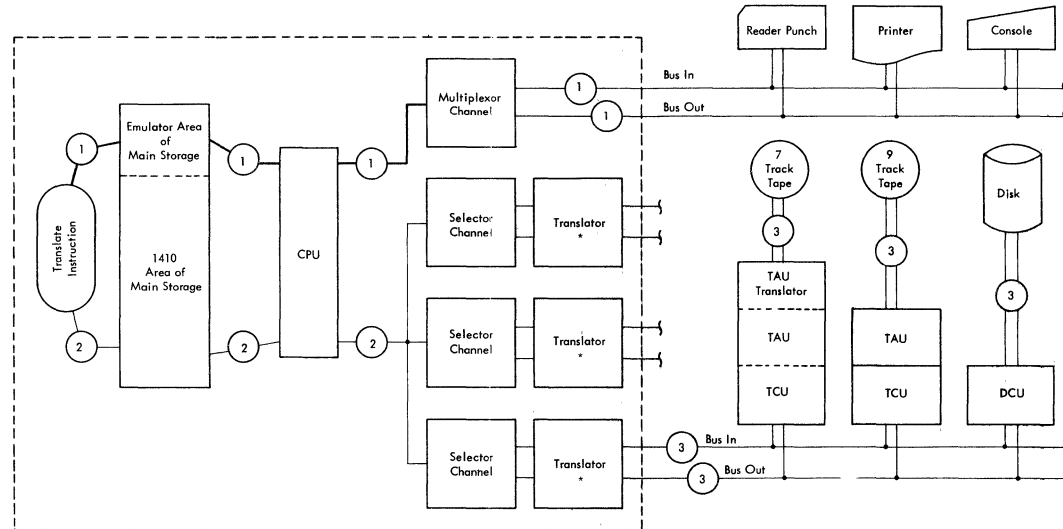 Reader Punch
Printer
Console
Bus In
1
Multiplexor
Channel
1
Bus Out
Emulator Area
of
Main Storage
1
1
1
Translate
Instruction
1410
Area of
Main Storage
CPU
2
2
2
Selector
Channel
Translator
*
Selector
Channel
Translator
*
Selector
Channel
Translator
*
7
Track
Tape
9
Track
Tape
Disk
3
3
3
TAU
Translator
TAU
TCU
TAU
TCU
DCU
3
Bus In
3
Bus Out